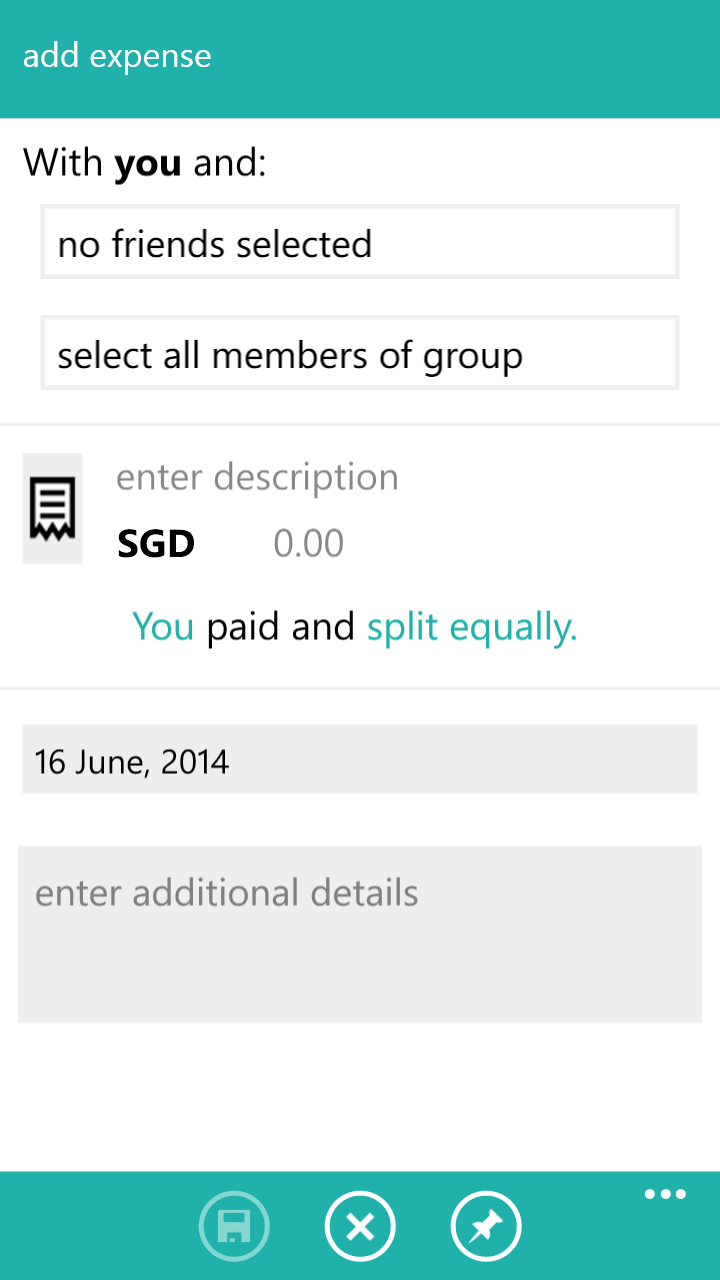 add expense
With you and:
no friends selected
select all members of group
enter description
SGD 0.00
You paid and split equally.
16 June, 2014
enter additional details